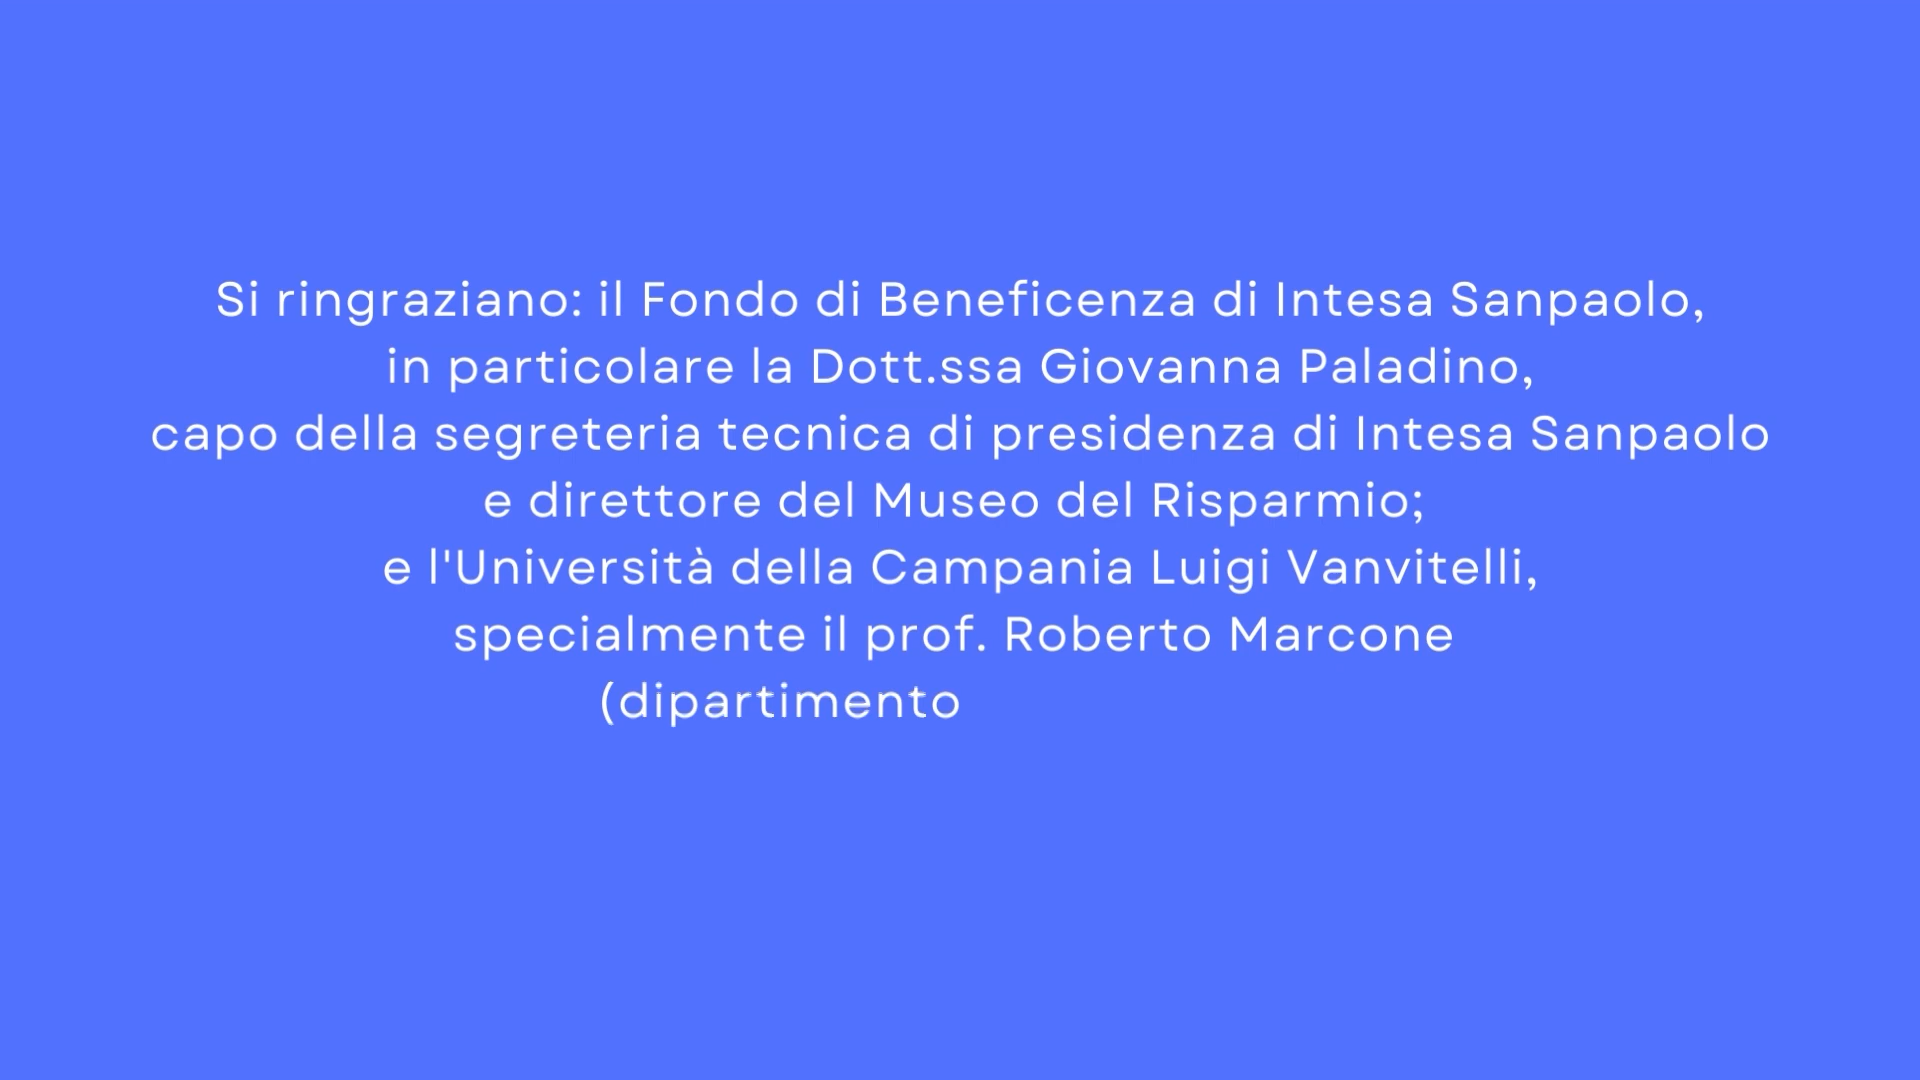 Si ringraziano: il Fondo di Beneficenza di Intesa Sanpaolo,
in particolare la Dott.ssa Giovanna Paladino,
capo della segreteria tecnica di presidenza di Intesa Sanpaolo
e direttore del Museo del Risparmio;
e l'Università della Campania Luigi Vanvitelli,
specialmente il prof. Roberto Marcone
(dipartimento